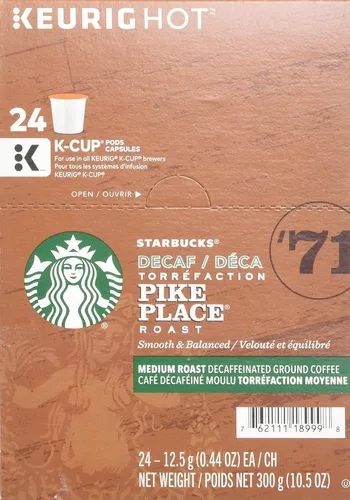 KEURIG HOT™
24
K-CUP® PODS
CAPSULES
For use in all KEURIG® K-CUP® brewers
Pour tous les systèmes d'infusion
KEURIG® K-CUP®
OPEN / OUVRIR
'71
STARBUCKS®
DECAF / DÉCA
TORRÉFACTION
PIKE
PLACE®
ROAST
Smooth & Balanced / Velouté et équilibré
MEDIUM ROAST DECAFFEINATED GROUND COFFEE
CAFÉ DÉCAFÉINÉ MOULU TORRÉFACTION MOYENNE
7 62111 18999 8
24 – 12.5 g (0.44 OZ) EA / CH
NET WEIGHT / POIDS NET 300 g (10.5 OZ)
U